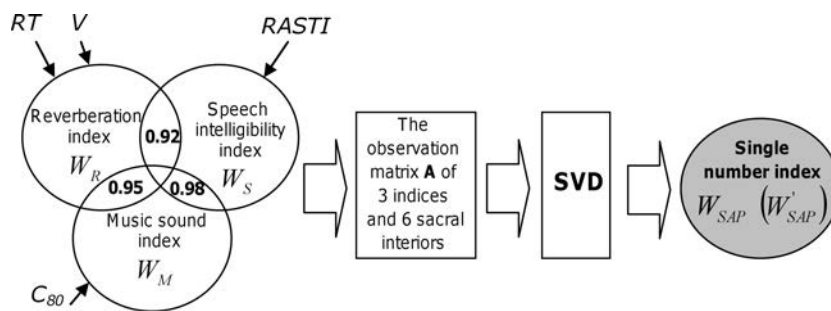 RT
V
RASTI
Reverberation
index
W_R
0.92
Speech
intelligibility
index
W_S
0.95
0.98
Music sound
index
W_M
C_80
The
observation
matrix A of
3 indices
and 6 sacral
interiors
SVD
Single
number index
W_SAP (W'_SAP)